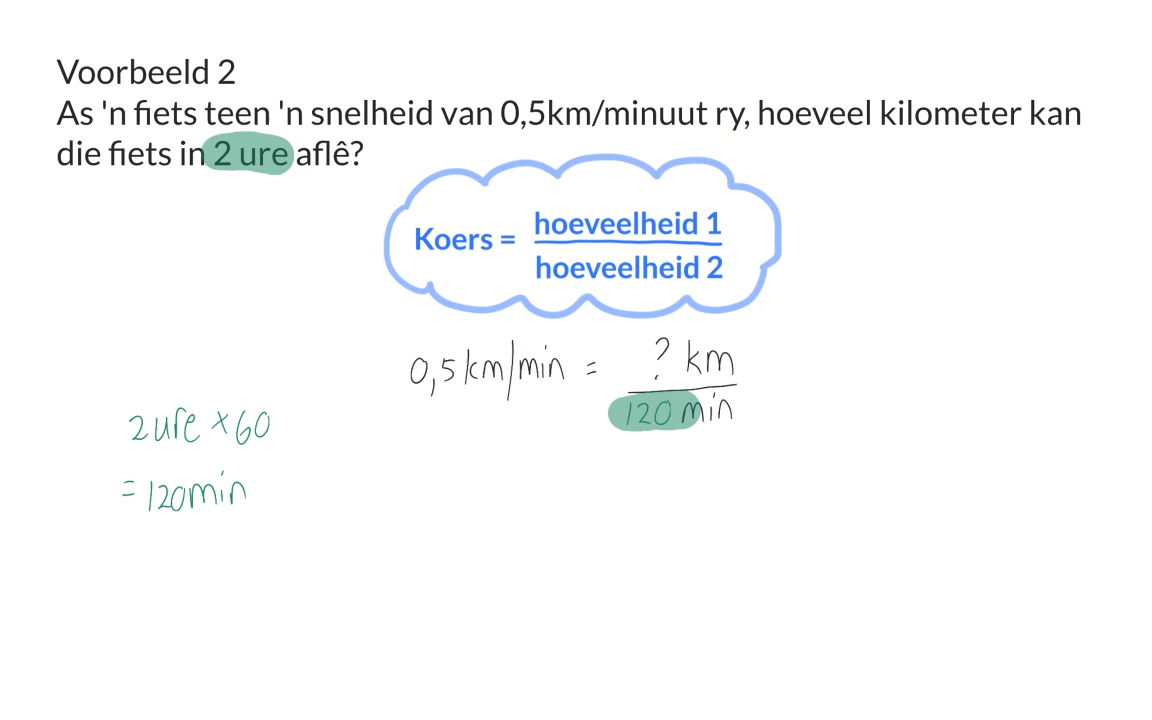 Voorbeeld 2
As 'n fiets teen 'n snelheid van 0,5km/minuut ry, hoeveel kilometer kan
die fiets in 2 ure aflê?
Koers = hoeveelheid 1
hoeveelheid 2
0,5 km/min = ? km
120 min
2 ure × 60
= 120 min